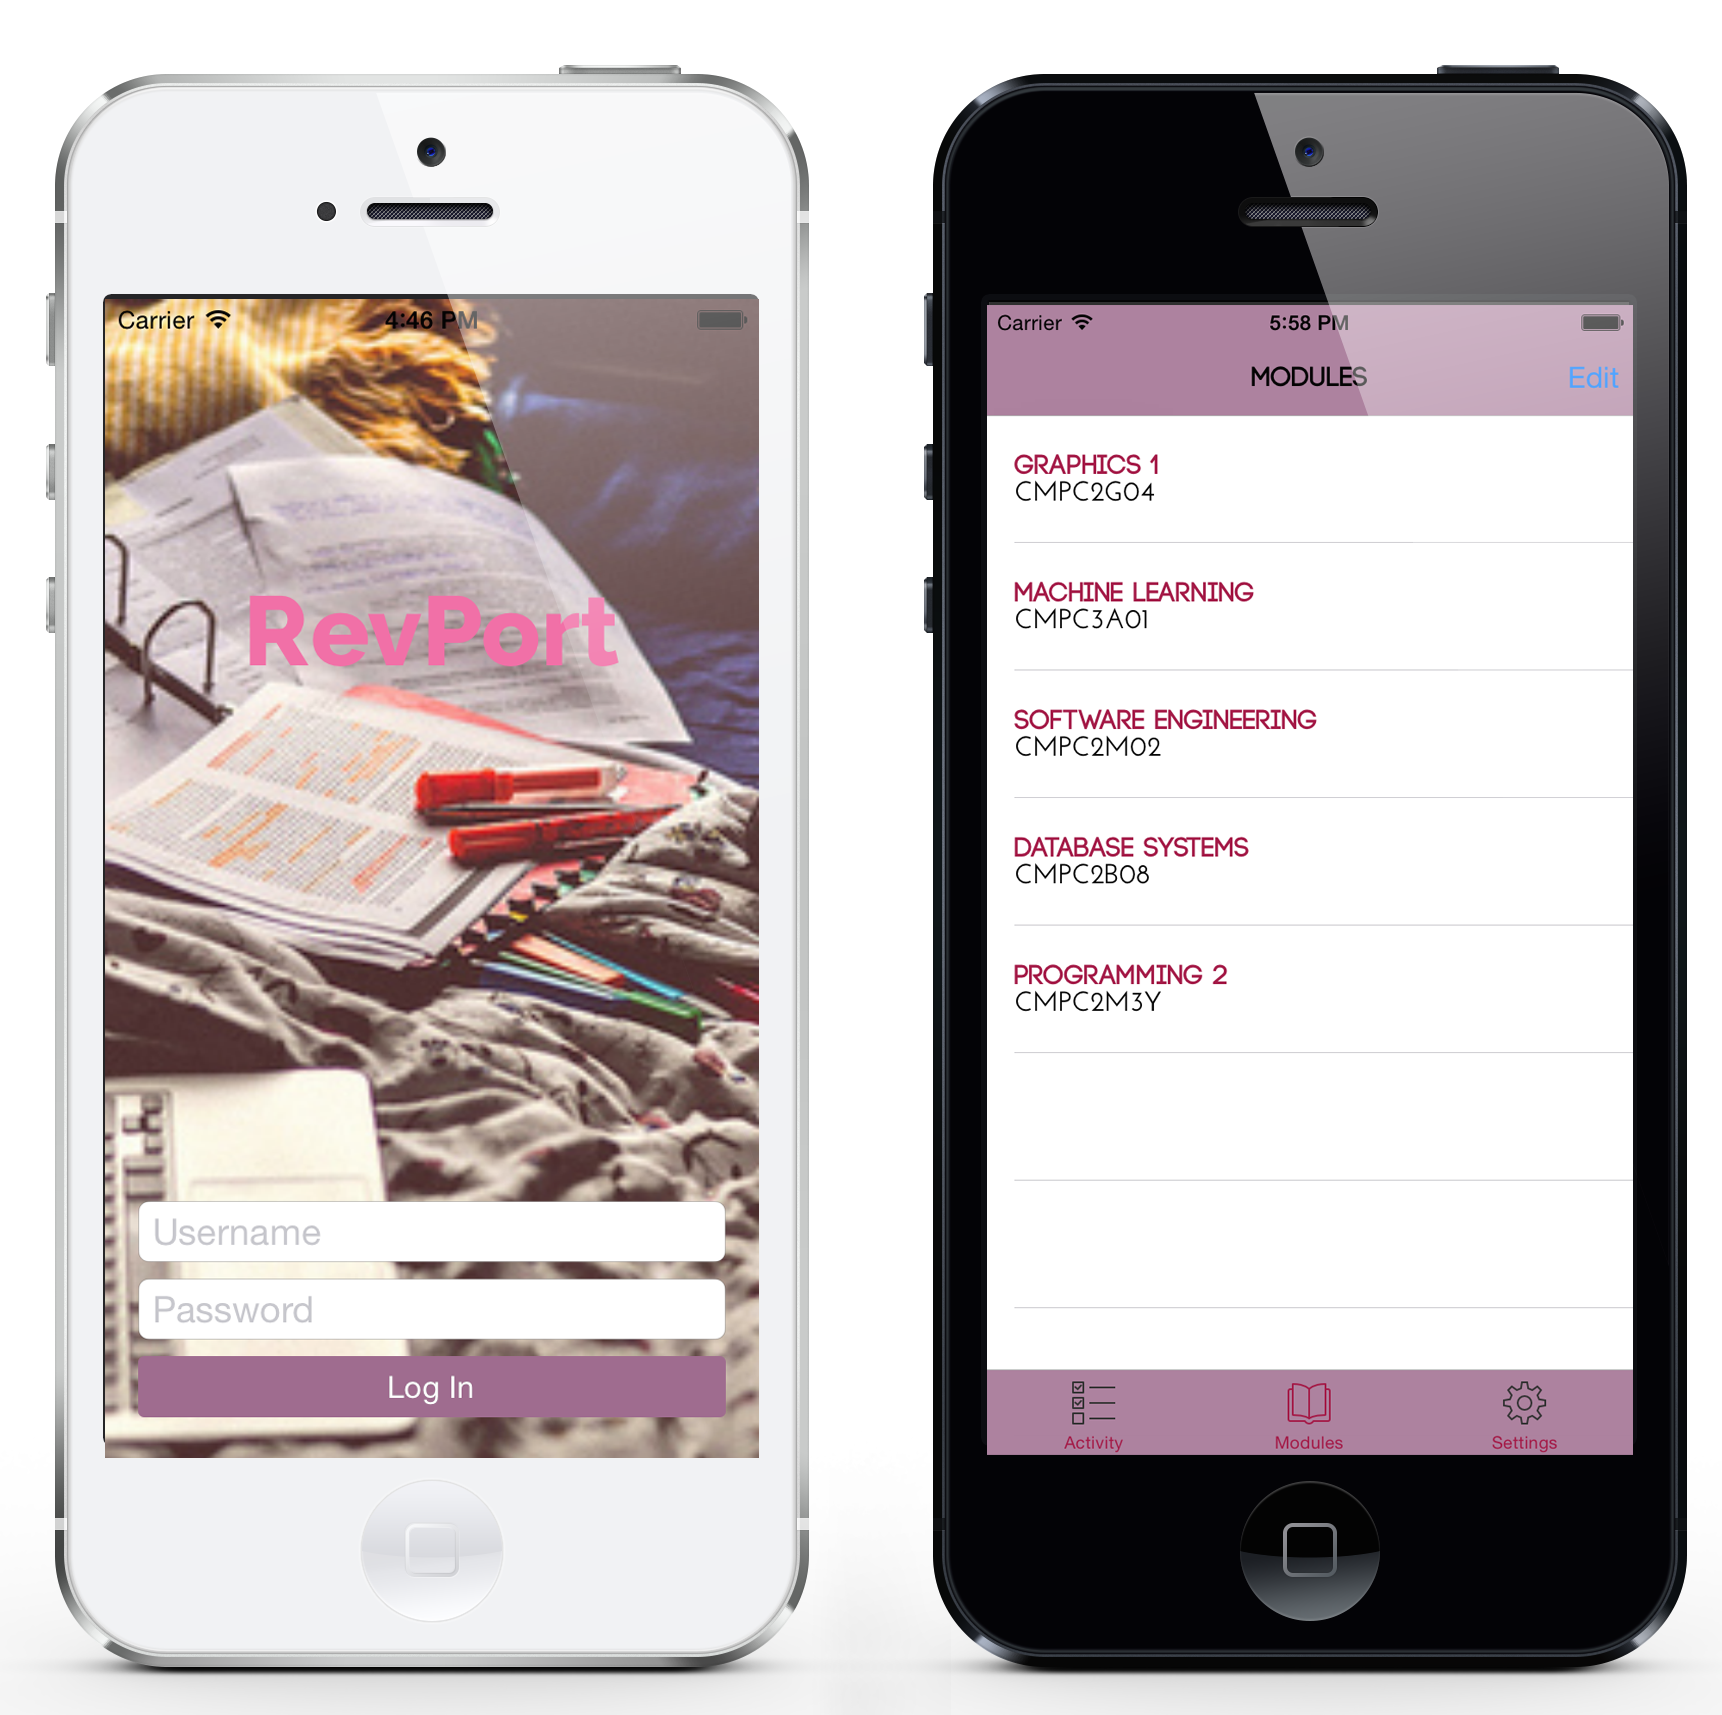 Carrier 4:46 PM
RevPort
Username
Password
Log In
Carrier 5:58 PM
MODULES Edit
GRAPHICS 1
CMPC2G04
MACHINE LEARNING
CMPC3A01
SOFTWARE ENGINEERING
CMPC2M02
DATABASE SYSTEMS
CMPC2B08
PROGRAMMING 2
CMPC2M3Y
Activity Modules Settings